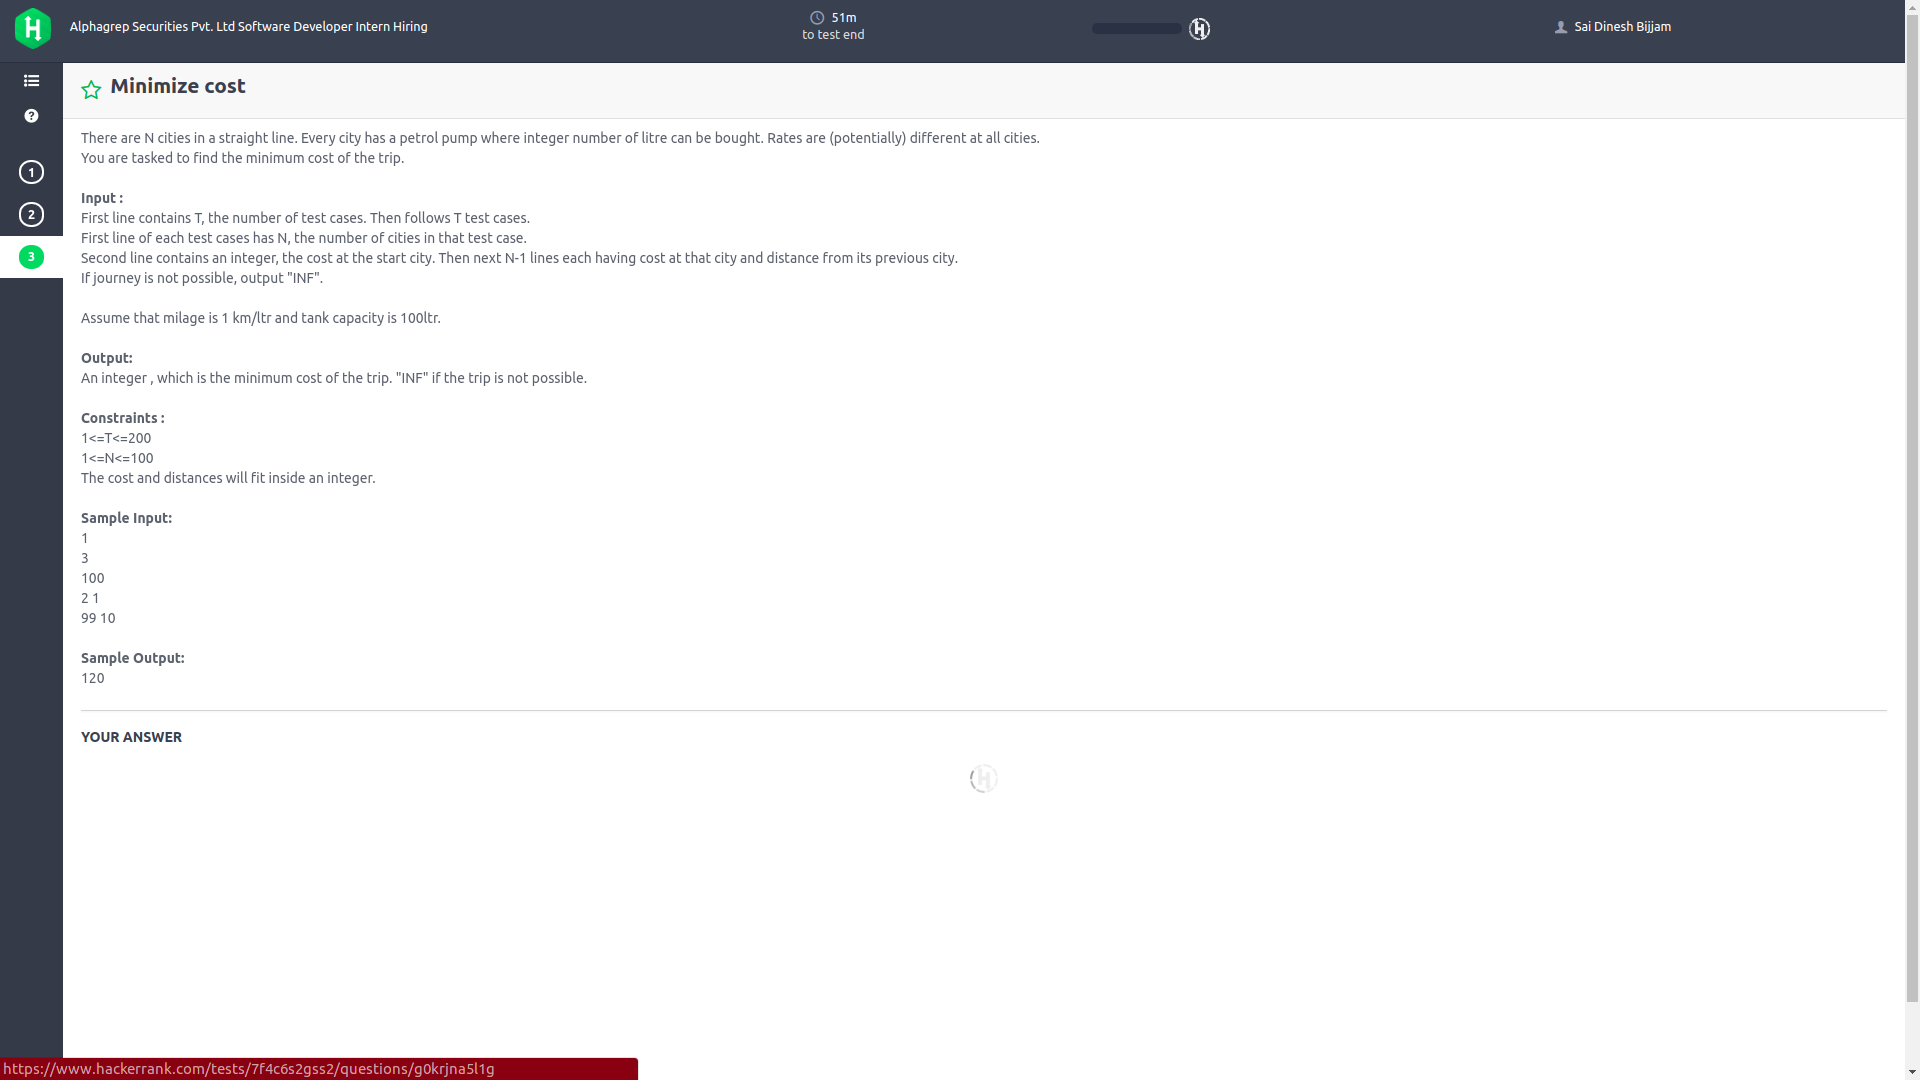 Alphagrep Securities Pvt. Ltd Software Developer Intern Hiring
51m
to test end
Sai Dinesh Bijjam
1
2
3
Minimize cost
There are N cities in a straight line. Every city has a petrol pump where integer number of litre can be bought. Rates are (potentially) different at all cities.
You are tasked to find the minimum cost of the trip.
Input :
First line contains T, the number of test cases. Then follows T test cases.
First line of each test cases has N, the number of cities in that test case.
Second line contains an integer, the cost at the start city. Then next N-1 lines each having cost at that city and distance from its previous city.
If journey is not possible, output "INF".
Assume that milage is 1 km/ltr and tank capacity is 100ltr.
Output:
An integer , which is the minimum cost of the trip. "INF" if the trip is not possible.
Constraints :
1<=T<=200
1<=N<=100
The cost and distances will fit inside an integer.
Sample Input:
1
3
100
2 1
99 10
Sample Output:
120
YOUR ANSWER
https://www.hackerrank.com/tests/7f4c6s2gss2/questions/g0krjna5l1g